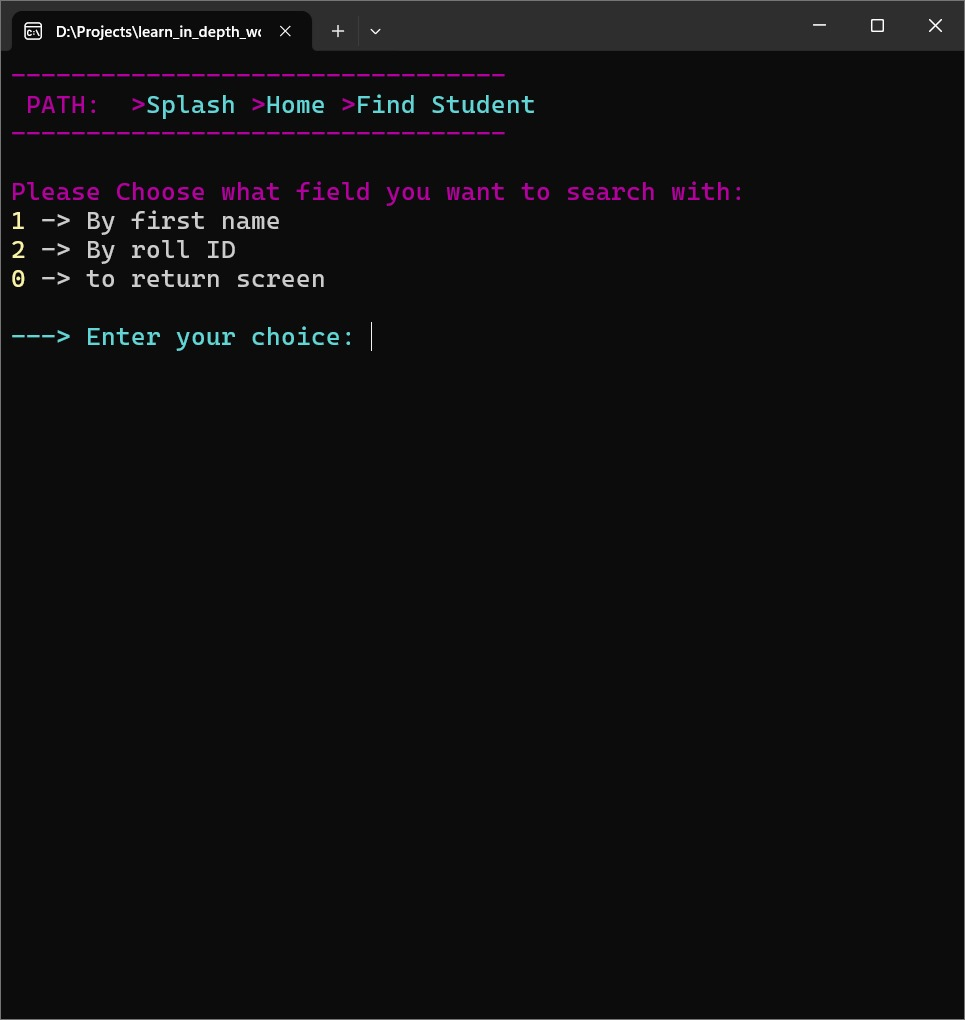 D:\Projects\learn_in_depth_wo
---------------------------------
PATH: >Splash >Home >Find Student
---------------------------------
Please Choose what field you want to search with:
1 -> By first name
2 -> By roll ID
0 -> to return screen
---> Enter your choice: